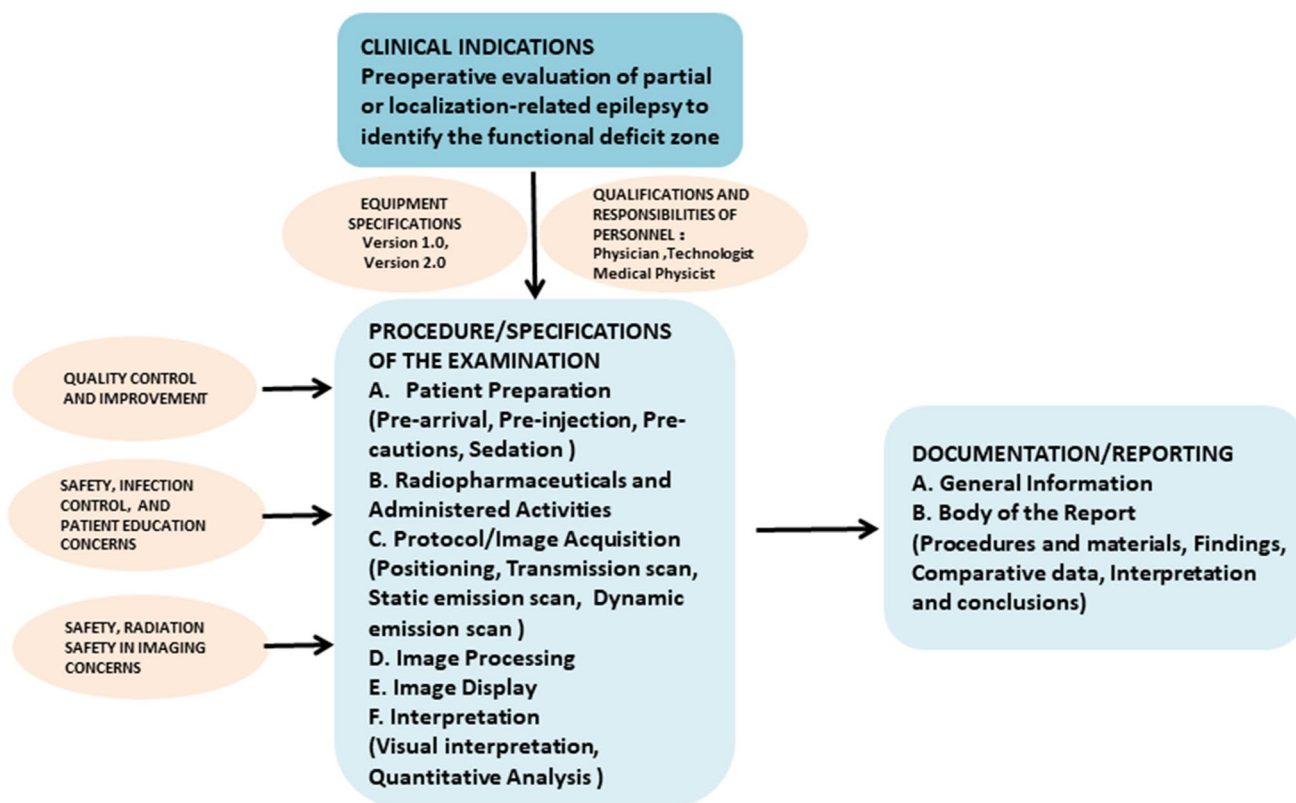 CLINICAL INDICATIONS
Preoperative evaluation of partial
or localization-related epilepsy to
identify the functional deficit zone
EQUIPMENT
SPECIFICATIONS
Version 1.0,
Version 2.0
QUALIFICATIONS AND
RESPONSIBILITIES OF
PERSONNEL :
Physician ,Technologist
Medical Physicist
QUALITY CONTROL
AND IMPROVEMENT
SAFETY, INFECTION
CONTROL, AND
PATIENT EDUCATION
CONCERNS
SAFETY, RADIATION
SAFETY IN IMAGING
CONCERNS
PROCEDURE/SPECIFICATIONS
OF THE EXAMINATION
A. Patient Preparation
(Pre-arrival, Pre-injection, Pre-
cautions, Sedation )
B. Radiopharmaceuticals and
Administered Activities
C. Protocol/Image Acquisition
(Positioning, Transmission scan,
Static emission scan, Dynamic
emission scan )
D. Image Processing
E. Image Display
F. Interpretation
(Visual interpretation,
Quantitative Analysis )
DOCUMENTATION/REPORTING
A. General Information
B. Body of the Report
(Procedures and materials, Findings,
Comparative data, Interpretation
and conclusions)